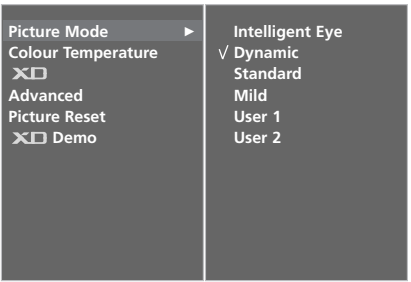 Picture Mode ►
Colour Temperature
XD
Advanced
Picture Reset
XD Demo
Intelligent Eye
√ Dynamic
Standard
Mild
User 1
User 2